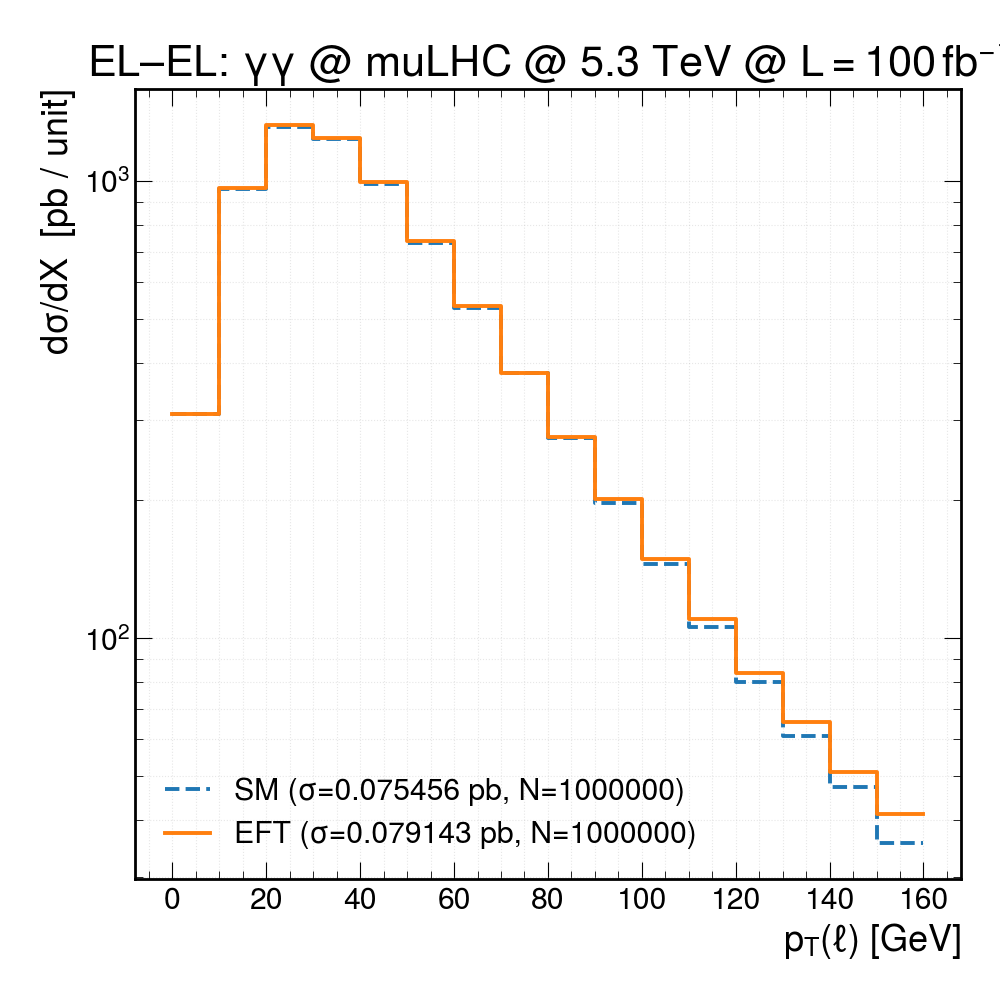 EL–EL: γγ @ muLHC @ 5.3 TeV @ L = 100 fb⁻
dσ/dX [pb / unit]
10³
10²
SM (σ=0.075456 pb, N=1000000)
EFT (σ=0.079143 pb, N=1000000)
0 20 40 60 80 100 120 140 160
p_T(ℓ) [GeV]